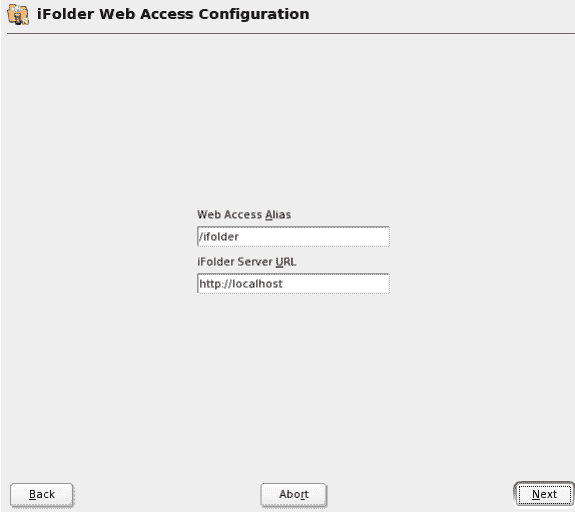 iFolder Web Access Configuration
Web Access Alias
/ifolder
iFolder Server URL
http://localhost
Back
Abort
Next